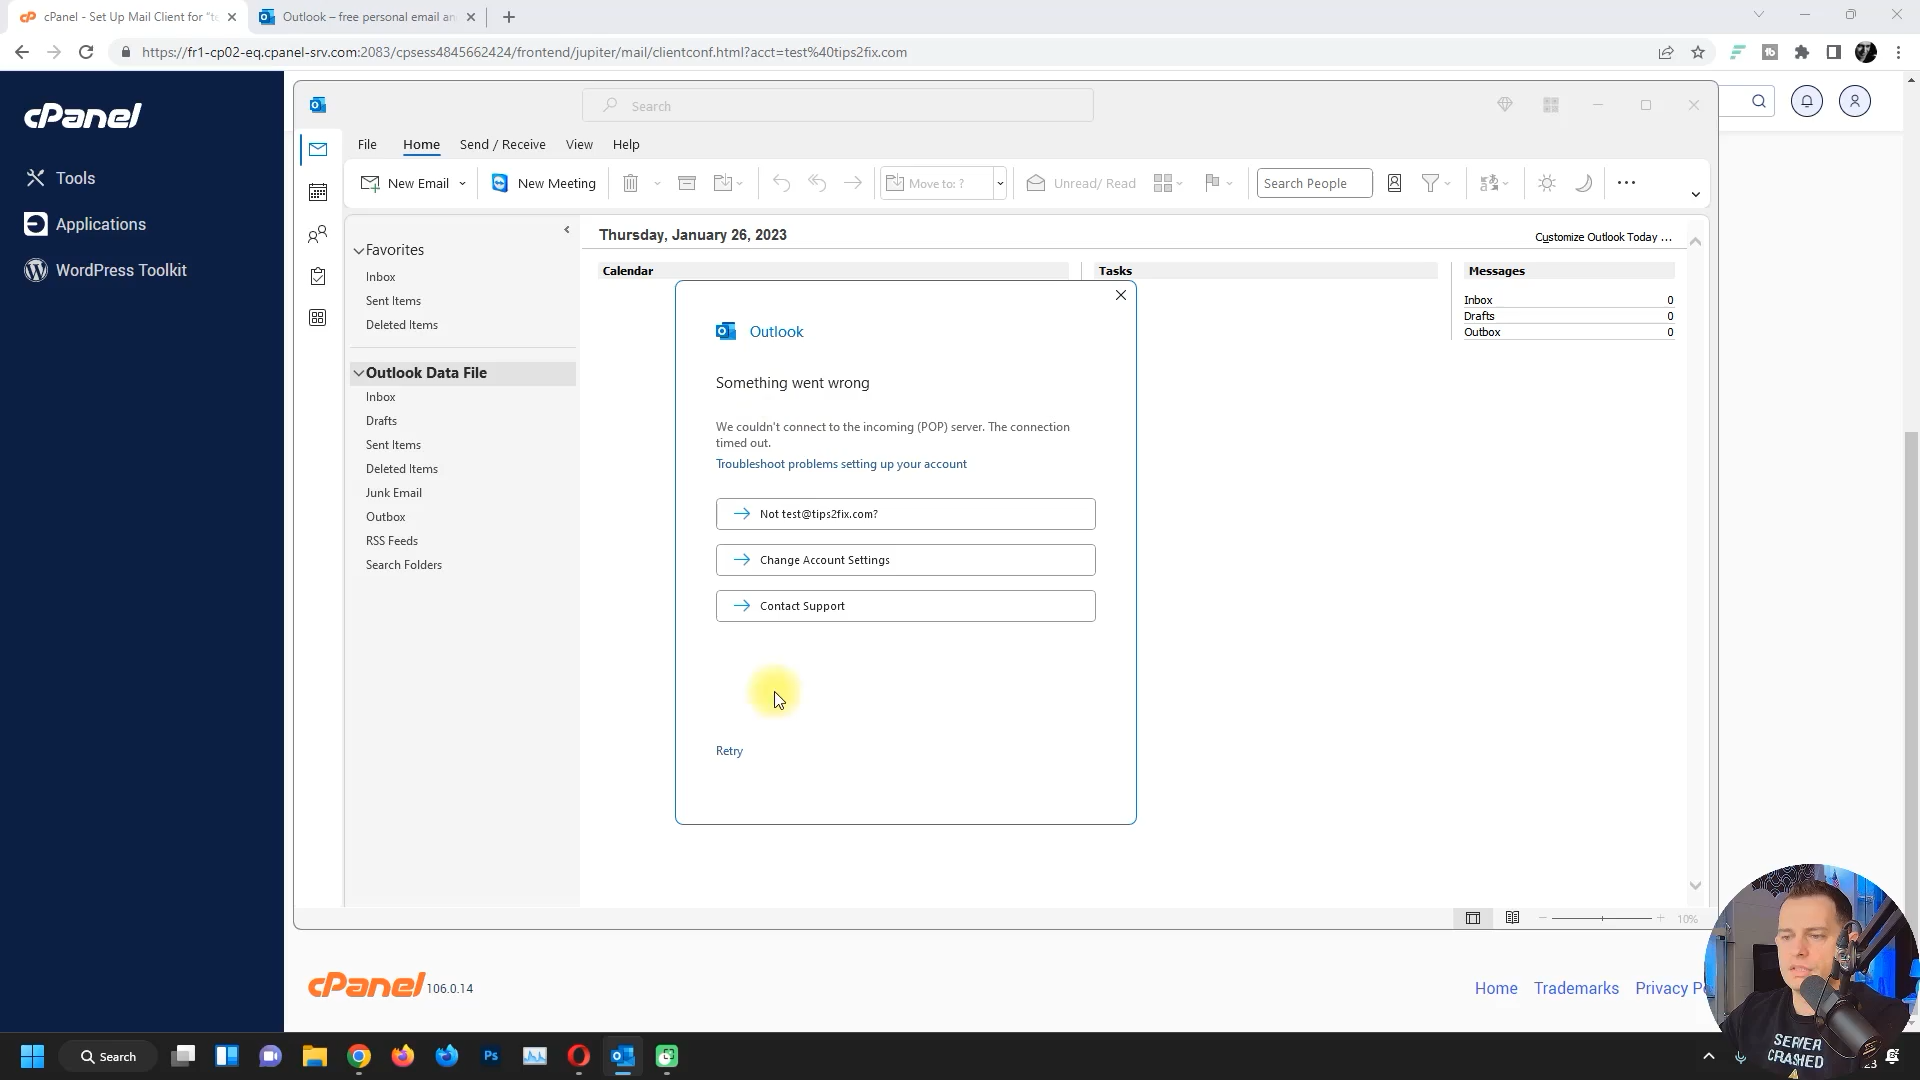 cPanel - Set Up Mail Client for "te
Outlook – free personal email an
https://fr1-cp02-eq.cpanel-srv.com:2083/cpsess4845662424/frontend/jupiter/mail/clientconf.html?acct=test%40tips2fix.com
cPanel
Tools
Applications
WordPress Toolkit
Search
File Home Send / Receive View Help
New Email
New Meeting
Move to: ?
Unread/ Read
Search People
Favorites
Inbox
Sent Items
Deleted Items
Outlook Data File
Inbox
Drafts
Sent Items
Deleted Items
Junk Email
Outbox
RSS Feeds
Search Folders
Thursday, January 26, 2023
Customize Outlook Today ...
Calendar
Tasks
Messages
Inbox 0
Drafts 0
Outbox 0
Outlook
Something went wrong
We couldn't connect to the incoming (POP) server. The connection
timed out.
Troubleshoot problems setting up your account
Not test@tips2fix.com?
Change Account Settings
Contact Support
Retry
10%
cPanel 106.0.14
Home Trademarks Privacy Po
SERVER
CRASHED
Search
Ps
23